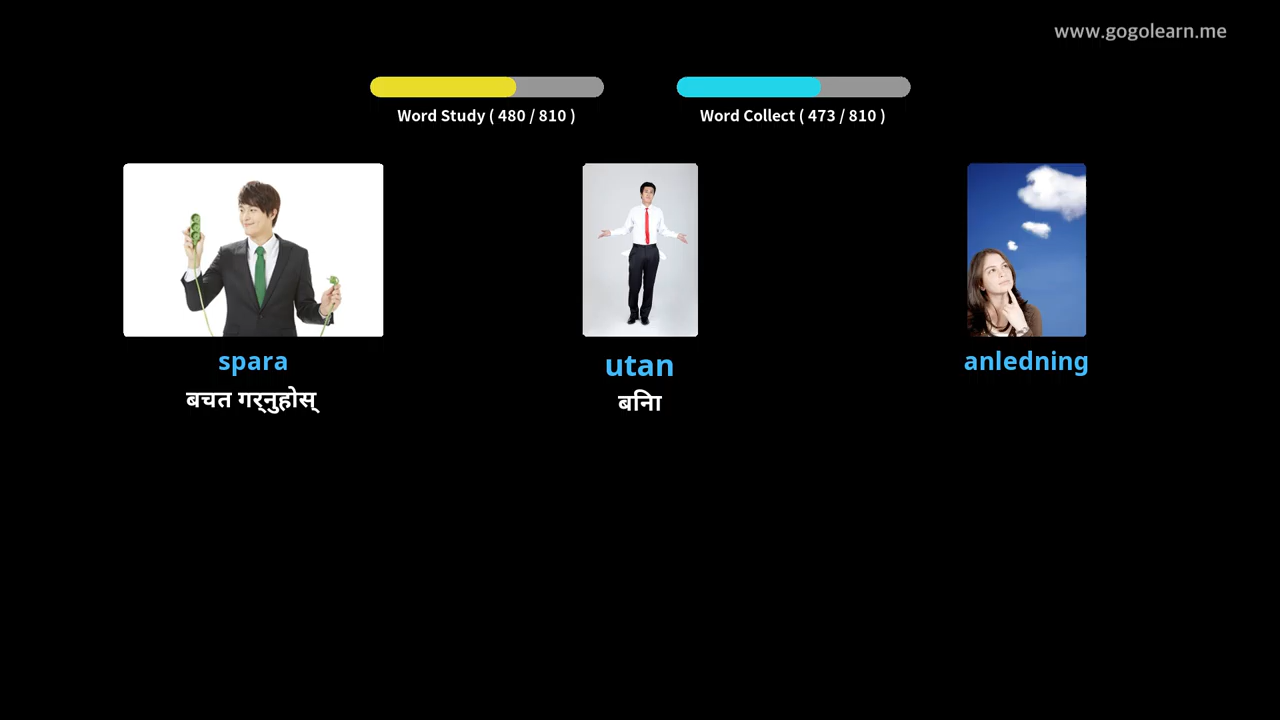 www.gogolearn.me
Word Study ( 480 / 810 )
Word Collect ( 473 / 810 )
spara
बचत गर्नुहोस्
utan
बिना
anledning